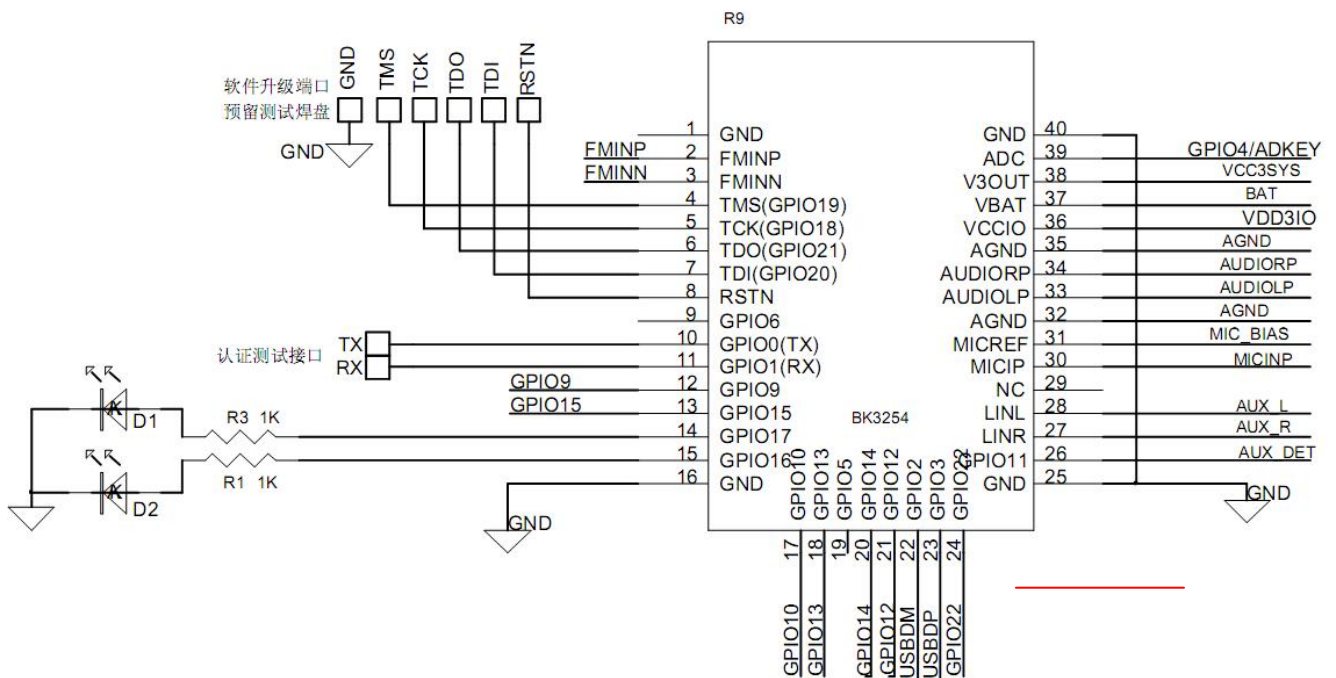 R9
软件升级端口
预留测试焊盘
GND
TMS
TCK
TDO
TDI
RSTN
GND
FMINP
FMINN
1 GND
2 FMINP
3 FMINN
4 TMS(GPIO19)
5 TCK(GPIO18)
6 TDO(GPIO21)
7 TDI(GPIO20)
8 RSTN
9 GPIO6
10 GPIO0(TX)
11 GPIO1(RX)
12 GPIO9
13 GPIO15
14 GPIO17
15 GPIO16
16 GND
认证测试接口
TX
RX
GPIO9
GPIO15
D1
R3 1K
R1 1K
D2
GND
BK3254
GND 40
ADC 39 GPIO4/ADKEY
V3OUT 38 VCC3SYS
VBAT 37 BAT
VCCIO 36 VDD3IO
AGND 35 AGND
AUDIORP 34 AUDIORP
AUDIOLP 33 AUDIOLP
AGND 32 AGND
MICREF 31 MIC_BIAS
MICIP 30 MICINP
NC 29
LINL 28 AUX_L
LINR 27 AUX_R
GPIO11 26 AUX_DET
GND 25
GND
GPIO10 17 GPIO10
GPIO13 18 GPIO13
GPIO5 19
GPIO14 20 GPIO14
GPIO12 21 GPIO12
GPIO2 22 USBDM
GPIO3 23 USBDP
GPIO22 24 GPIO22